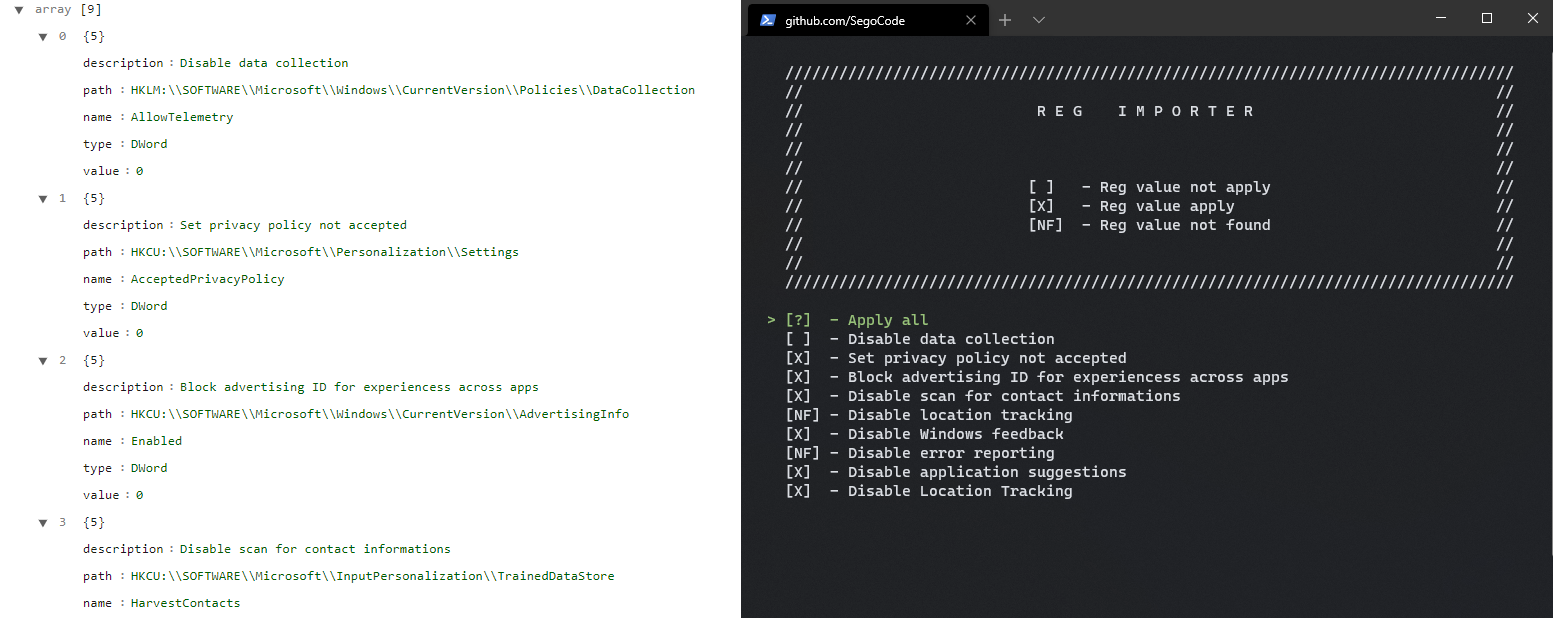 array [9]
0 {5}
description : Disable data collection
path : HKLM:\\SOFTWARE\\Microsoft\\Windows\\CurrentVersion\\Policies\\DataCollection
name : AllowTelemetry
type : DWord
value : 0
1 {5}
description : Set privacy policy not accepted
path : HKCU:\\SOFTWARE\\Microsoft\\Personalization\\Settings
name : AcceptedPrivacyPolicy
type : DWord
value : 0
2 {5}
description : Block advertising ID for experiencess across apps
path : HKCU:\\SOFTWARE\\Microsoft\\Windows\\CurrentVersion\\AdvertisingInfo
name : Enabled
type : DWord
value : 0
3 {5}
description : Disable scan for contact informations
path : HKCU:\\SOFTWARE\\Microsoft\\InputPersonalization\\TrainedDataStore
name : HarvestContacts
github.com/SegoCode
/////////////////////////////////////////////////////////////////////////////////
// //
// R E G I M P O R T E R //
// //
// //
// //
// [ ] - Reg value not apply //
// [X] - Reg value apply //
// [NF] - Reg value not found //
// //
// //
/////////////////////////////////////////////////////////////////////////////////
> [?] - Apply all
[ ] - Disable data collection
[X] - Set privacy policy not accepted
[X] - Block advertising ID for experiencess across apps
[X] - Disable scan for contact informations
[NF] - Disable location tracking
[X] - Disable Windows feedback
[NF] - Disable error reporting
[X] - Disable application suggestions
[X] - Disable Location Tracking